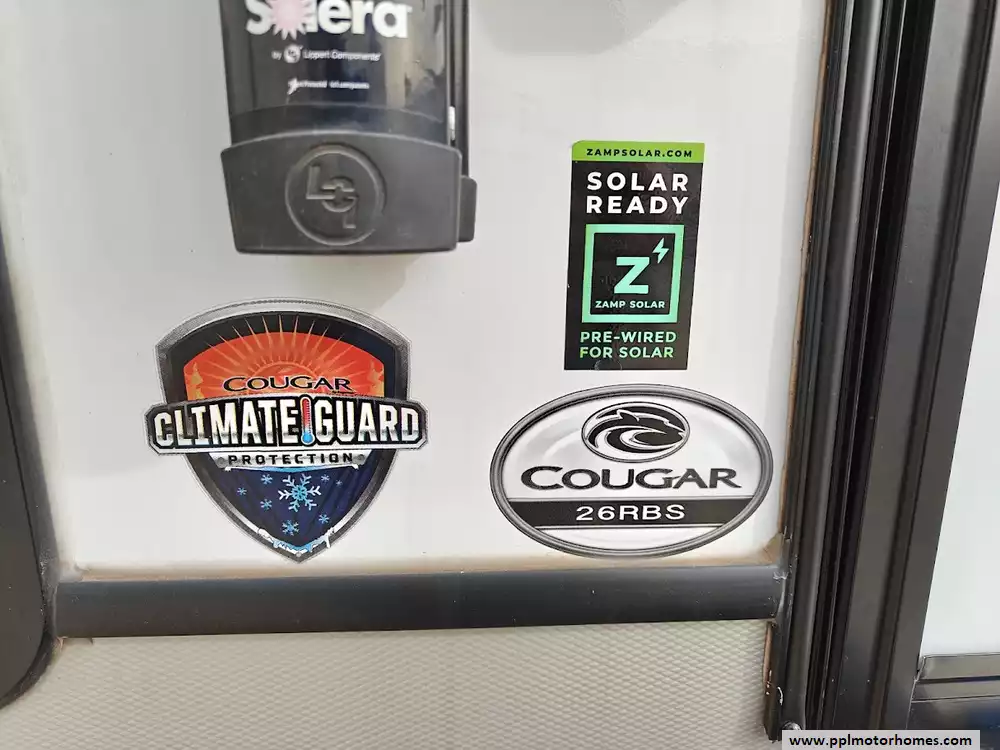 Solera
by Lippert Components
LCI
ZAMPSOLAR.COM
SOLAR
READY
Z
ZAMP SOLAR
PRE-WIRED
FOR SOLAR
COUGAR
CLIMATE GUARD
PROTECTION
COUGAR
26RBS
www.pplmotorhomes.com